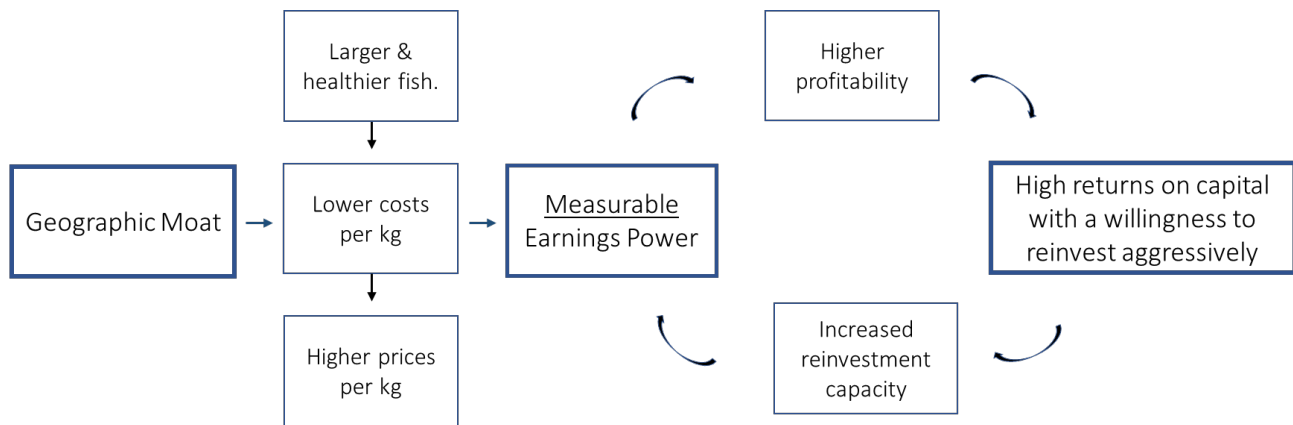 Larger &
healthier fish.
Geographic Moat
Lower costs
per kg
Higher prices
per kg
Measurable
Earnings Power
Higher
profitability
High returns on capital
with a willingness to
reinvest aggressively
Increased
reinvestment
capacity